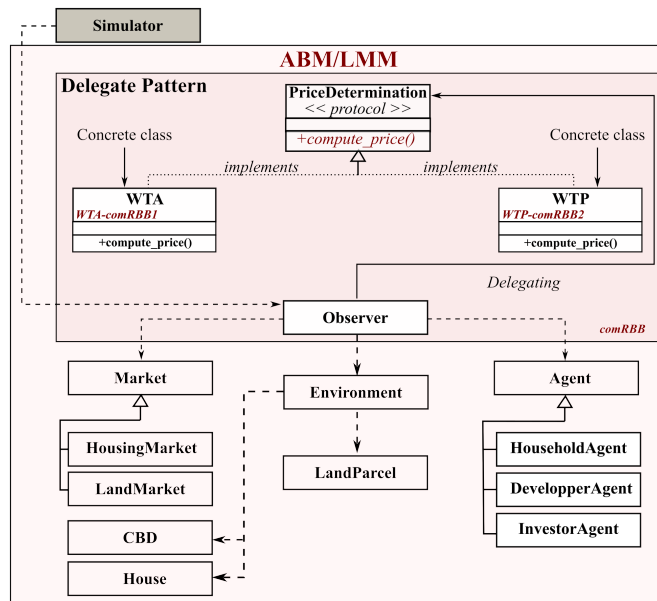 Simulator
ABM/LMM
Delegate Pattern
PriceDetermination
<< protocol >>
+compute_price()
Concrete class
Concrete class
implements
implements
WTA
WTA-comRBB1
+compute_price()
WTP
WTP-comRBB2
+compute_price()
Delegating
Observer
comRBB
Market
Environment
Agent
HousingMarket
LandMarket
LandParcel
HouseholdAgent
DevelopperAgent
InvestorAgent
CBD
House